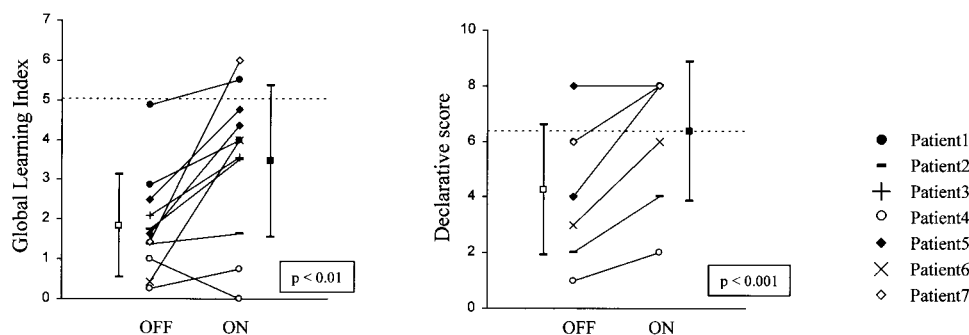 Global Learning Index
7
6
5
4
3
2
1
0
OFF
ON
p < 0.01
Declarative score
10
8
6
4
2
0
OFF
ON
p < 0.001
Patient1
Patient2
Patient3
Patient4
Patient5
Patient6
Patient7